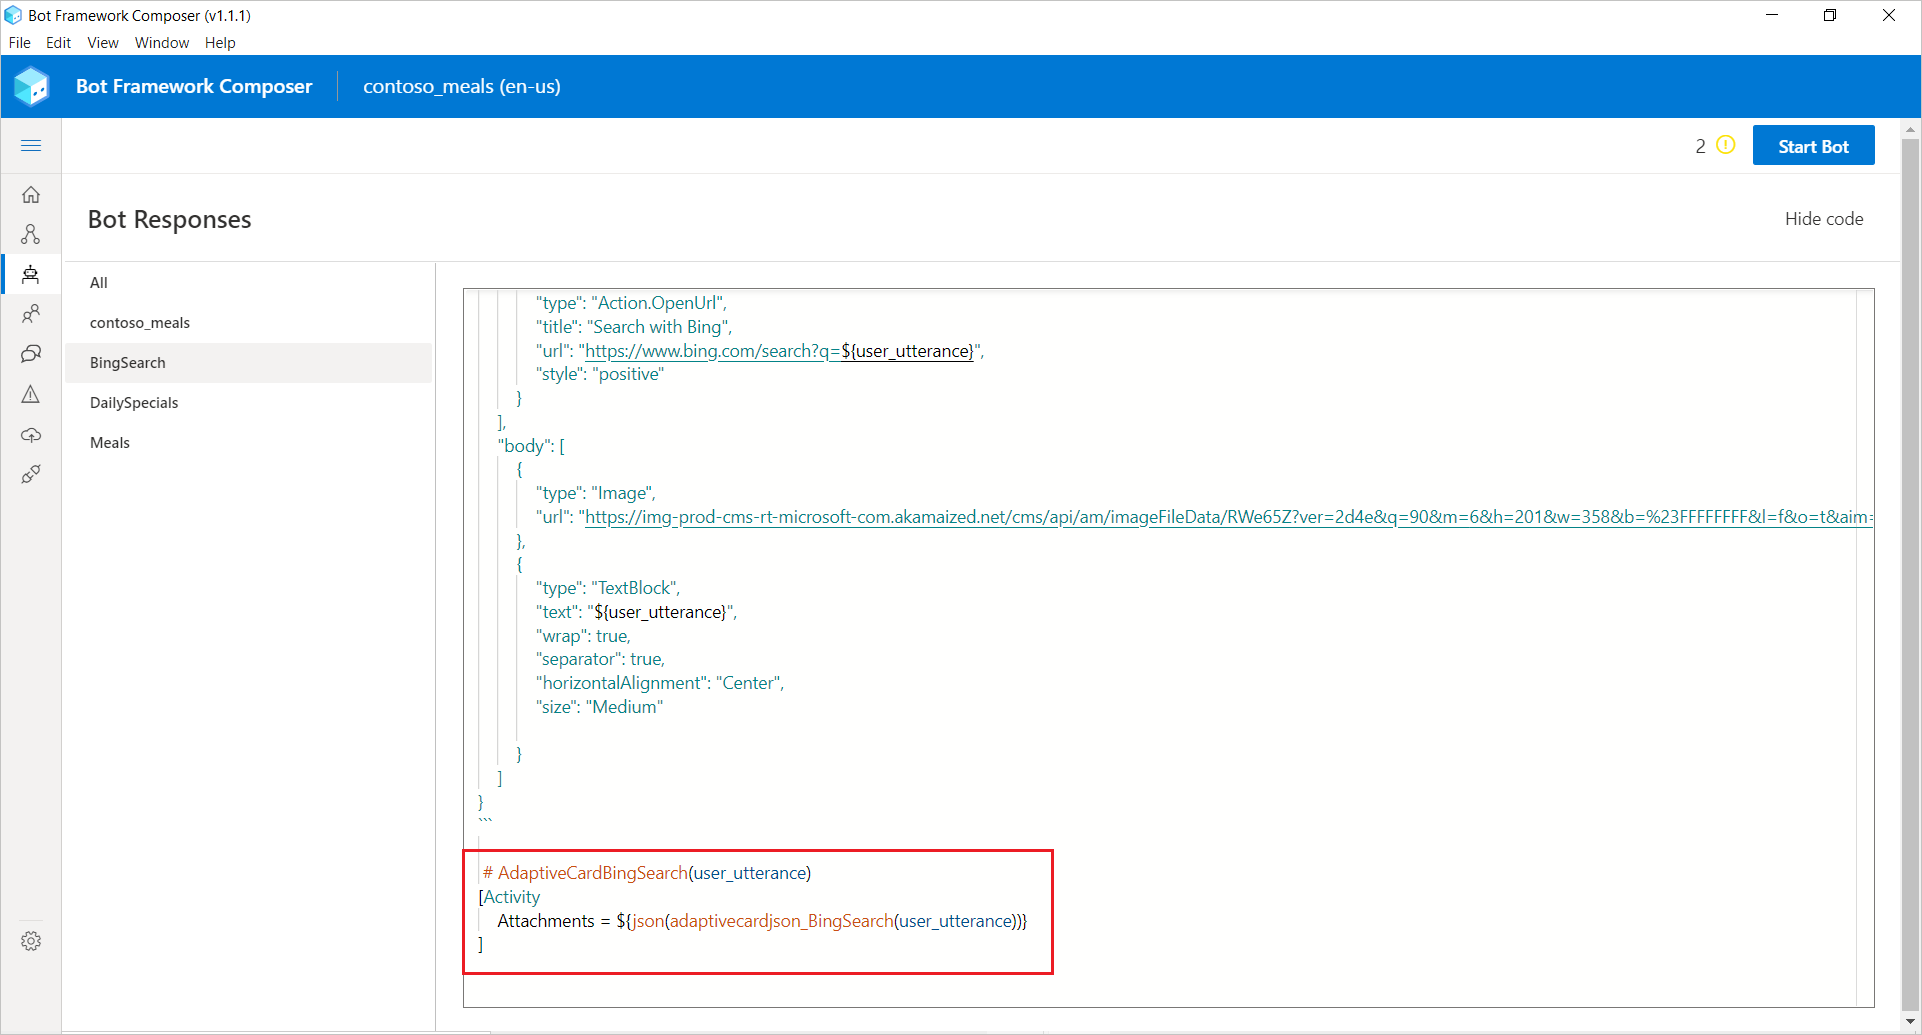 Bot Framework Composer (v1.1.1)
File Edit View Window Help
Bot Framework Composer contoso_meals (en-us)
2 Start Bot
Bot Responses
Hide code
All
contoso_meals
BingSearch
DailySpecials
Meals
"type": "Action.OpenUrl",
"title": "Search with Bing",
"url": "https://www.bing.com/search?q=${user_utterance}",
"style": "positive"
}
],
"body": [
{
"type": "Image",
"url": "https://img-prod-cms-rt-microsoft-com.akamaized.net/cms/api/am/imageFileData/RWe65Z?ver=2d4e&q=90&m=6&h=201&w=358&b=%23FFFFFFFF&l=f&o=t&aim=
},
{
"type": "TextBlock",
"text": "${user_utterance}",
"wrap": true,
"separator": true,
"horizontalAlignment": "Center",
"size": "Medium"
}
]
}
```
# AdaptiveCardBingSearch(user_utterance)
[Activity
Attachments = ${json(adaptivecardjson_BingSearch(user_utterance))}
]